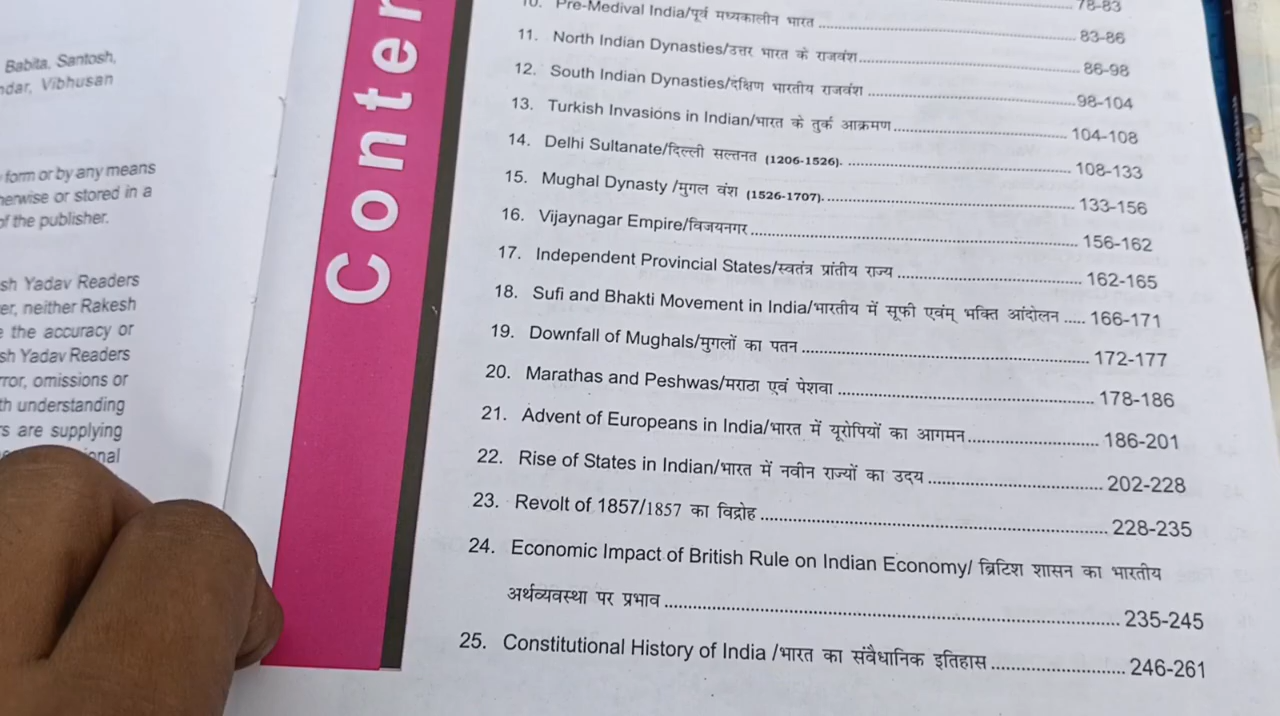 Babita, Santosh,
Vibhusan
form or by any means
or stored in a
of the publisher.
Yadav Readers
neither Rakesh
the accuracy or
Yadav Readers
omissions or
understanding
are supplying
Conten
78-83
10. Pre-Medival India/पूर्व मध्यकालीन भारत ........ 83-86
11. North Indian Dynasties/उत्तर भारत के राजवंश........ 86-98
12. South Indian Dynasties/दक्षिण भारतीय राजवंश ........ 98-104
13. Turkish Invasions in Indian/भारत के तुर्क आक्रमण........ 104-108
14. Delhi Sultanate/दिल्ली सल्तनत (1206-1526). ........ 108-133
15. Mughal Dynasty /मुगल वंश (1526-1707)......... 133-156
16. Vijaynagar Empire/विजयनगर ........ 156-162
17. Independent Provincial States/स्वतंत्र प्रांतीय राज्य ........ 162-165
18. Sufi and Bhakti Movement in India/भारतीय में सूफी एवंम् भक्ति आंदोलन ..... 166-171
19. Downfall of Mughals/मुगलों का पतन ........ 172-177
20. Marathas and Peshwas/मराठा एवं पेशवा ........ 178-186
21. Advent of Europeans in India/भारत में यूरोपियों का आगमन........ 186-201
22. Rise of States in Indian/भारत में नवीन राज्यों का उदय ........ 202-228
23. Revolt of 1857/1857 का विद्रोह ........ 228-235
24. Economic Impact of British Rule on Indian Economy/ ब्रिटिश शासन का भारतीय
अर्थव्यवस्था पर प्रभाव ........ 235-245
25. Constitutional History of India /भारत का संवैधानिक इतिहास ........ 246-261